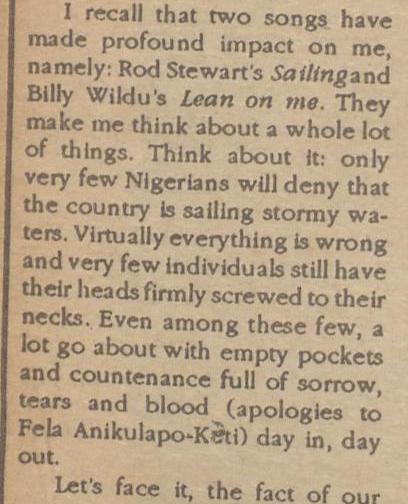 I recall that two songs have
made profound impact on me,
namely: Rod Stewart's Sailingand
Billy Wildu's Lean on me. They
make me think about a whole lot
of things. Think about it: only
very few Nigerians will deny that
the country is sailing stormy wa-
ters. Virtually everything is wrong
and very few individuals still have
their heads firmly screwed to their
necks. Even among these few, a
lot go about with empty pockets
and countenance full of sorrow,
tears and blood (apologies to
Fela Anikulapo-Kèti) day in, day
out.
Let's face it, the fact of our